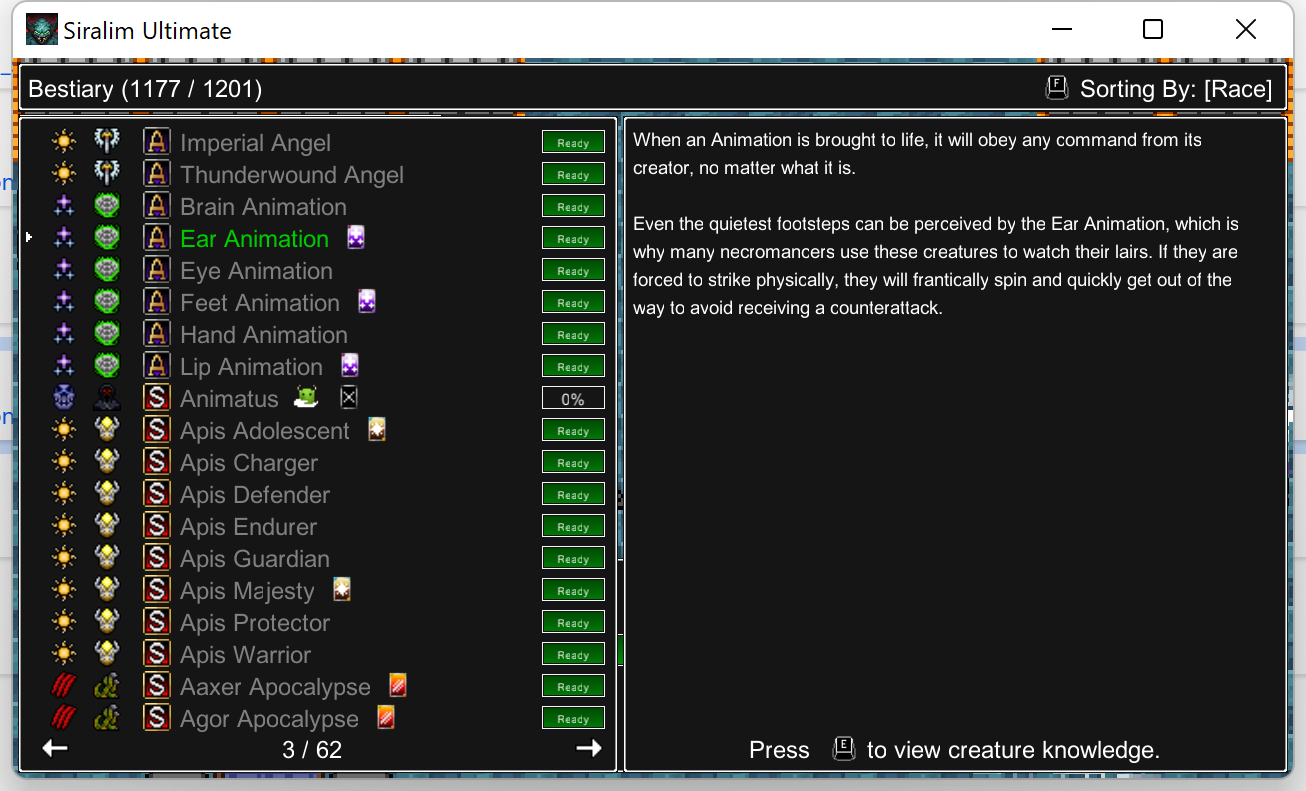 Siralim Ultimate
Bestiary (1177 / 1201)
F
Sorting By: [Race]
A Imperial Angel Ready
A Thunderwound Angel Ready
A Brain Animation Ready
A Ear Animation Ready
A Eye Animation Ready
A Feet Animation Ready
A Hand Animation Ready
A Lip Animation Ready
S Animatus 0%
S Apis Adolescent Ready
S Apis Charger Ready
S Apis Defender Ready
S Apis Endurer Ready
S Apis Guardian Ready
S Apis Majesty Ready
S Apis Protector Ready
S Apis Warrior Ready
S Aaxer Apocalypse Ready
S Agor Apocalypse Ready
3 / 62
When an Animation is brought to life, it will obey any command from its
creator, no matter what it is.
Even the quietest footsteps can be perceived by the Ear Animation, which is
why many necromancers use these creatures to watch their lairs. If they are
forced to strike physically, they will frantically spin and quickly get out of the
way to avoid receiving a counterattack.
Press E to view creature knowledge.